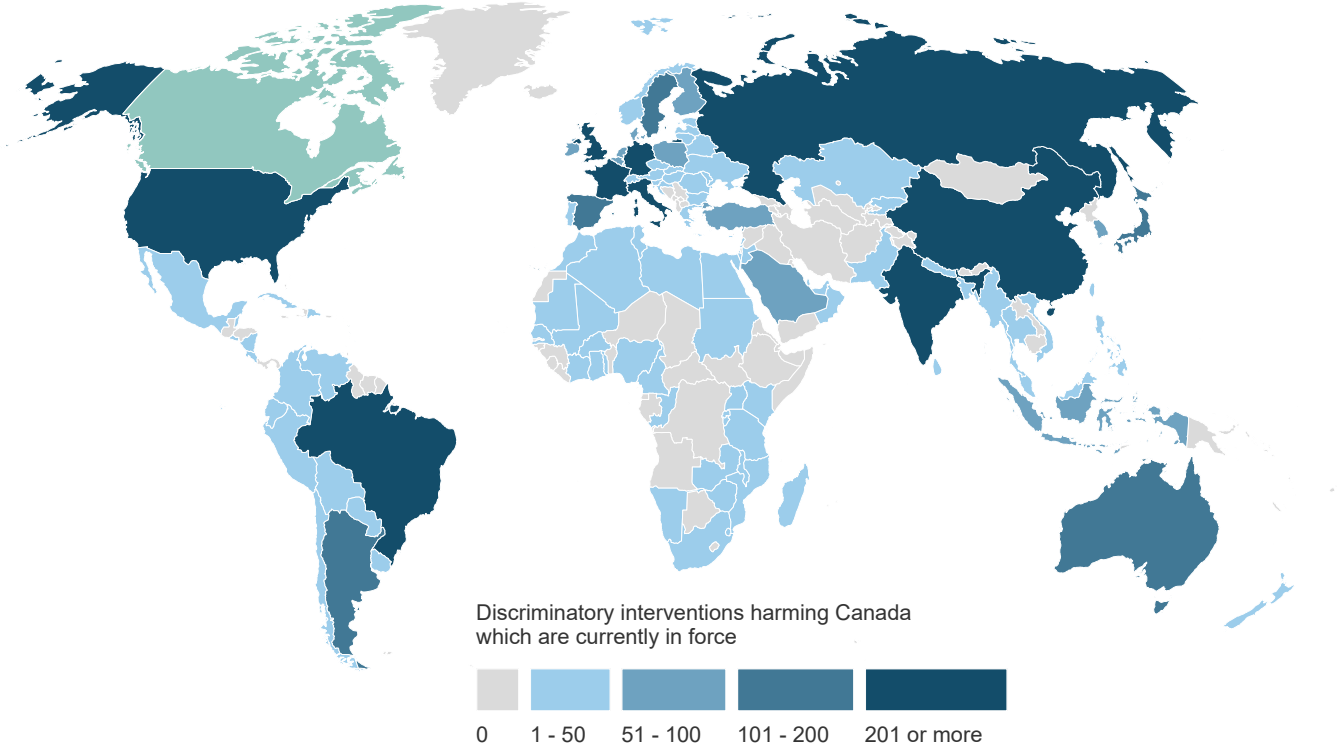 Discriminatory interventions harming Canada
which are currently in force
0 1 - 50 51 - 100 101 - 200 201 or more